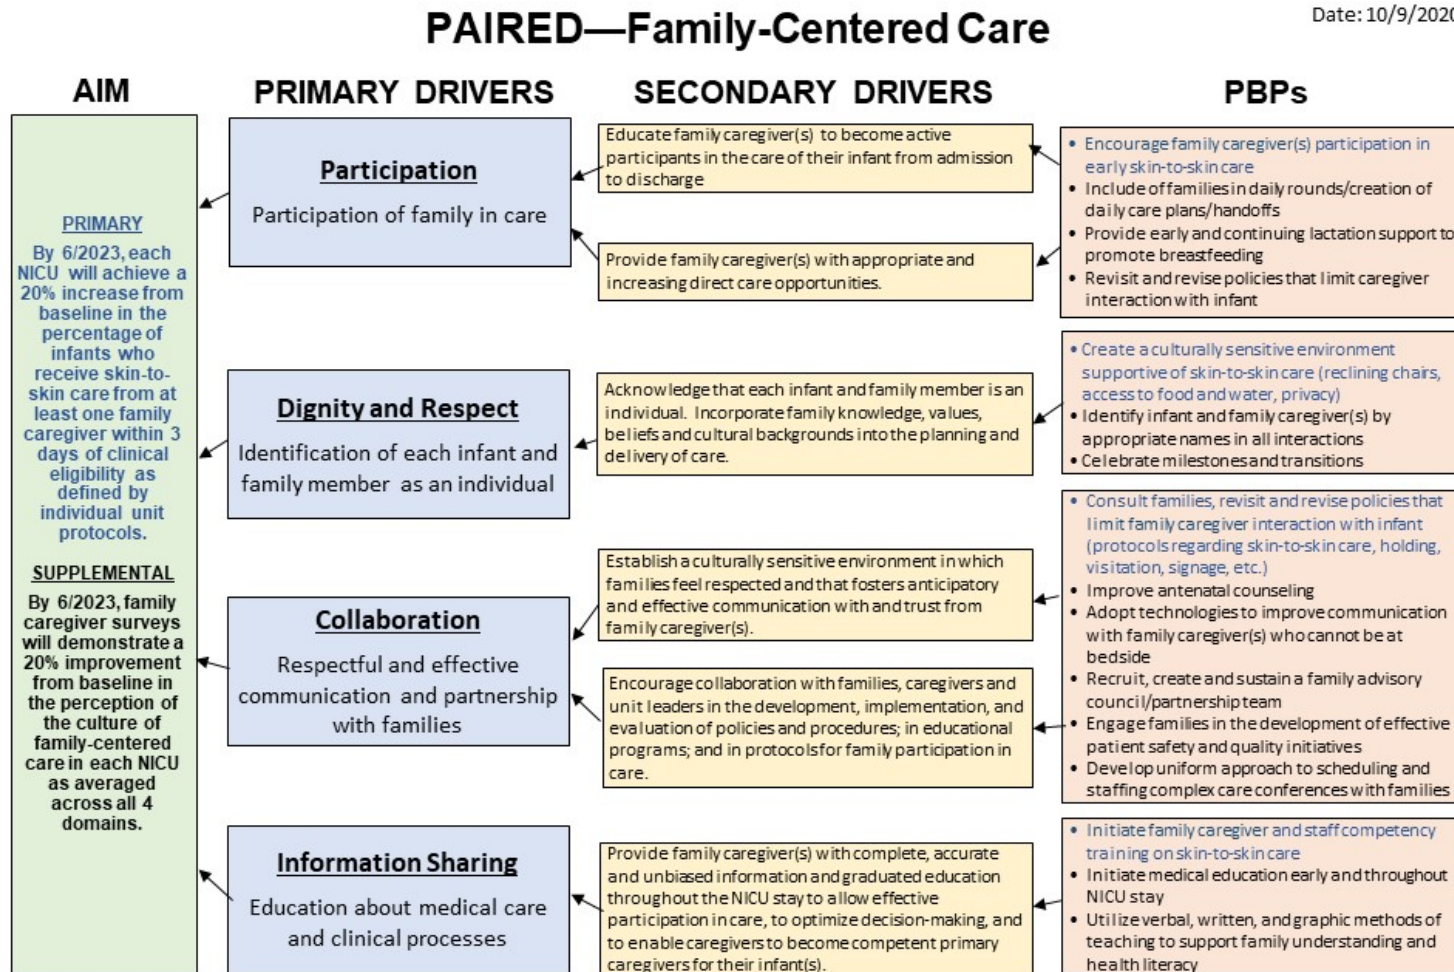 PAIRED—Family-Centered Care
Date: 10/9/2020
AIM
PRIMARY DRIVERS
SECONDARY DRIVERS
PBPs
PRIMARY
By 6/2023, each
NICU will achieve a
20% increase from
baseline in the
percentage of
infants who
receive skin-to-
skin care from at
least one family
caregiver within 3
days of clinical
eligibility as
defined by
individual unit
protocols.
SUPPLEMENTAL
By 6/2023, family
caregiver surveys
will demonstrate a
20% improvement
from baseline in
the perception of
the culture of
family-centered
care in each NICU
as averaged
across all 4
domains.
Participation
Participation of family in care
Educate family caregiver(s) to become active
participants in the care of their infant from admission
to discharge
Provide family caregiver(s) with appropriate and
increasing direct care opportunities.
• Encourage family caregiver(s) participation in
early skin-to-skin care
• Include of families in daily rounds/creation of
daily care plans/handoffs
• Provide early and continuing lactation support to
promote breastfeeding
• Revisit and revise policies that limit caregiver
interaction with infant
Dignity and Respect
Identification of each infant and
family member as an individual
Acknowledge that each infant and family member is an
individual. Incorporate family knowledge, values,
beliefs and cultural backgrounds into the planning and
delivery of care.
• Create a culturally sensitive environment
supportive of skin-to-skin care (reclining chairs,
access to food and water, privacy)
• Identify infant and family caregiver(s) by
appropriate names in all interactions
• Celebrate milestones and transitions
Collaboration
Respectful and effective
communication and partnership
with families
Establish a culturally sensitive environment in which
families feel respected and that fosters anticipatory
and effective communication with and trust from
family caregiver(s).
Encourage collaboration with families, caregivers and
unit leaders in the development, implementation, and
evaluation of policies and procedures; in educational
programs; and in protocols for family participation in
care.
• Consult families, revisit and revise policies that
limit family caregiver interaction with infant
(protocols regarding skin-to-skin care, holding,
visitation, signage, etc.)
• Improve antenatal counseling
• Adopt technologies to improve communication
with family caregiver(s) who cannot be at
bedside
• Recruit, create and sustain a family advisory
council/partnership team
• Engage families in the development of effective
patient safety and quality initiatives
• Develop uniform approach to scheduling and
staffing complex care conferences with families
Information Sharing
Education about medical care
and clinical processes
Provide family caregiver(s) with complete, accurate
and unbiased information and graduated education
throughout the NICU stay to allow effective
participation in care, to optimize decision-making, and
to enable caregivers to become competent primary
caregivers for their infant(s).
• Initiate family caregiver and staff competency
training on skin-to-skin care
• Initiate medical education early and throughout
NICU stay
• Utilize verbal, written, and graphic methods of
teaching to support family understanding and
health literacy